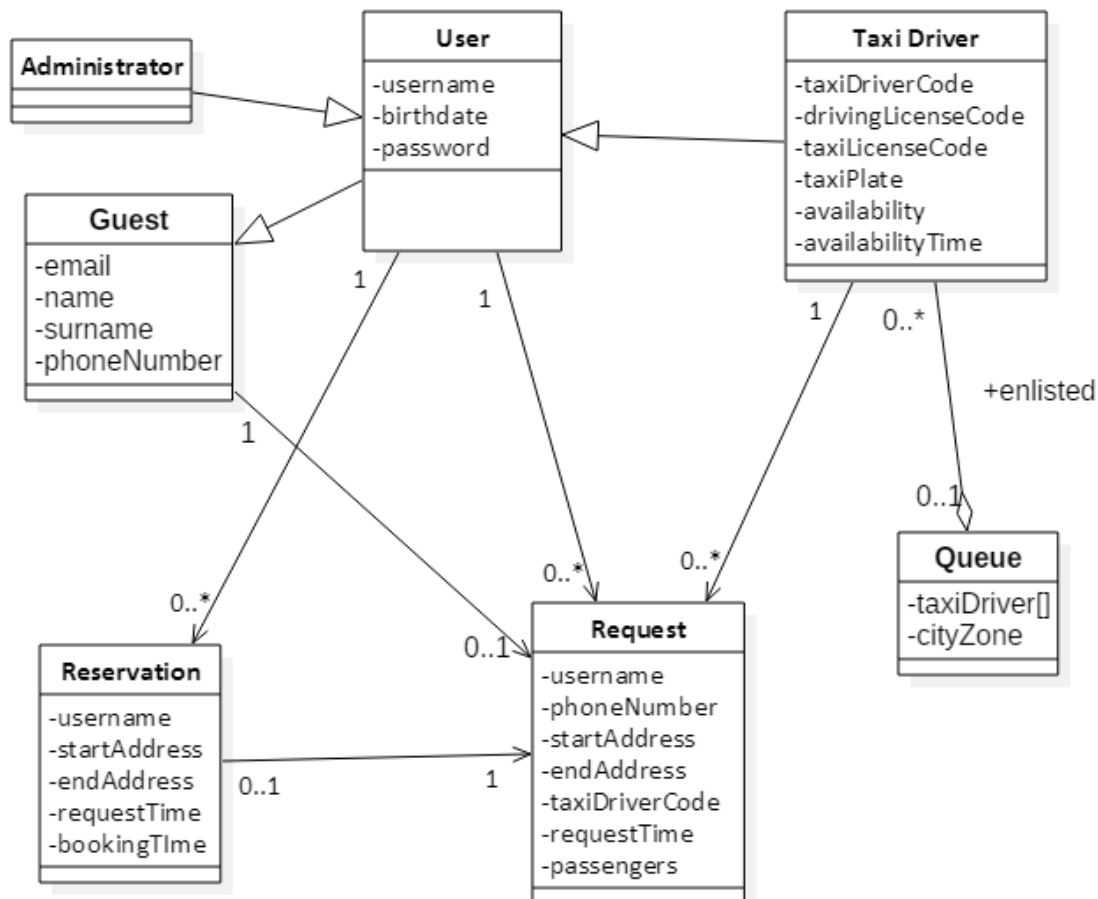 Administrator
User
-username
-birthdate
-password
Taxi Driver
-taxiDriverCode
-drivingLicenseCode
-taxiLicenseCode
-taxiPlate
-availability
-availabilityTime
Guest
-email
-name
-surname
-phoneNumber
1
1
1
0..*
1
+enlisted
0..*
0..*
0..*
0..1
0..1
Queue
-taxiDriver[]
-cityZone
Reservation
-username
-startAddress
-endAddress
-requestTime
-bookingTIme
0..1
1
Request
-username
-phoneNumber
-startAddress
-endAddress
-taxiDriverCode
-requestTime
-passengers